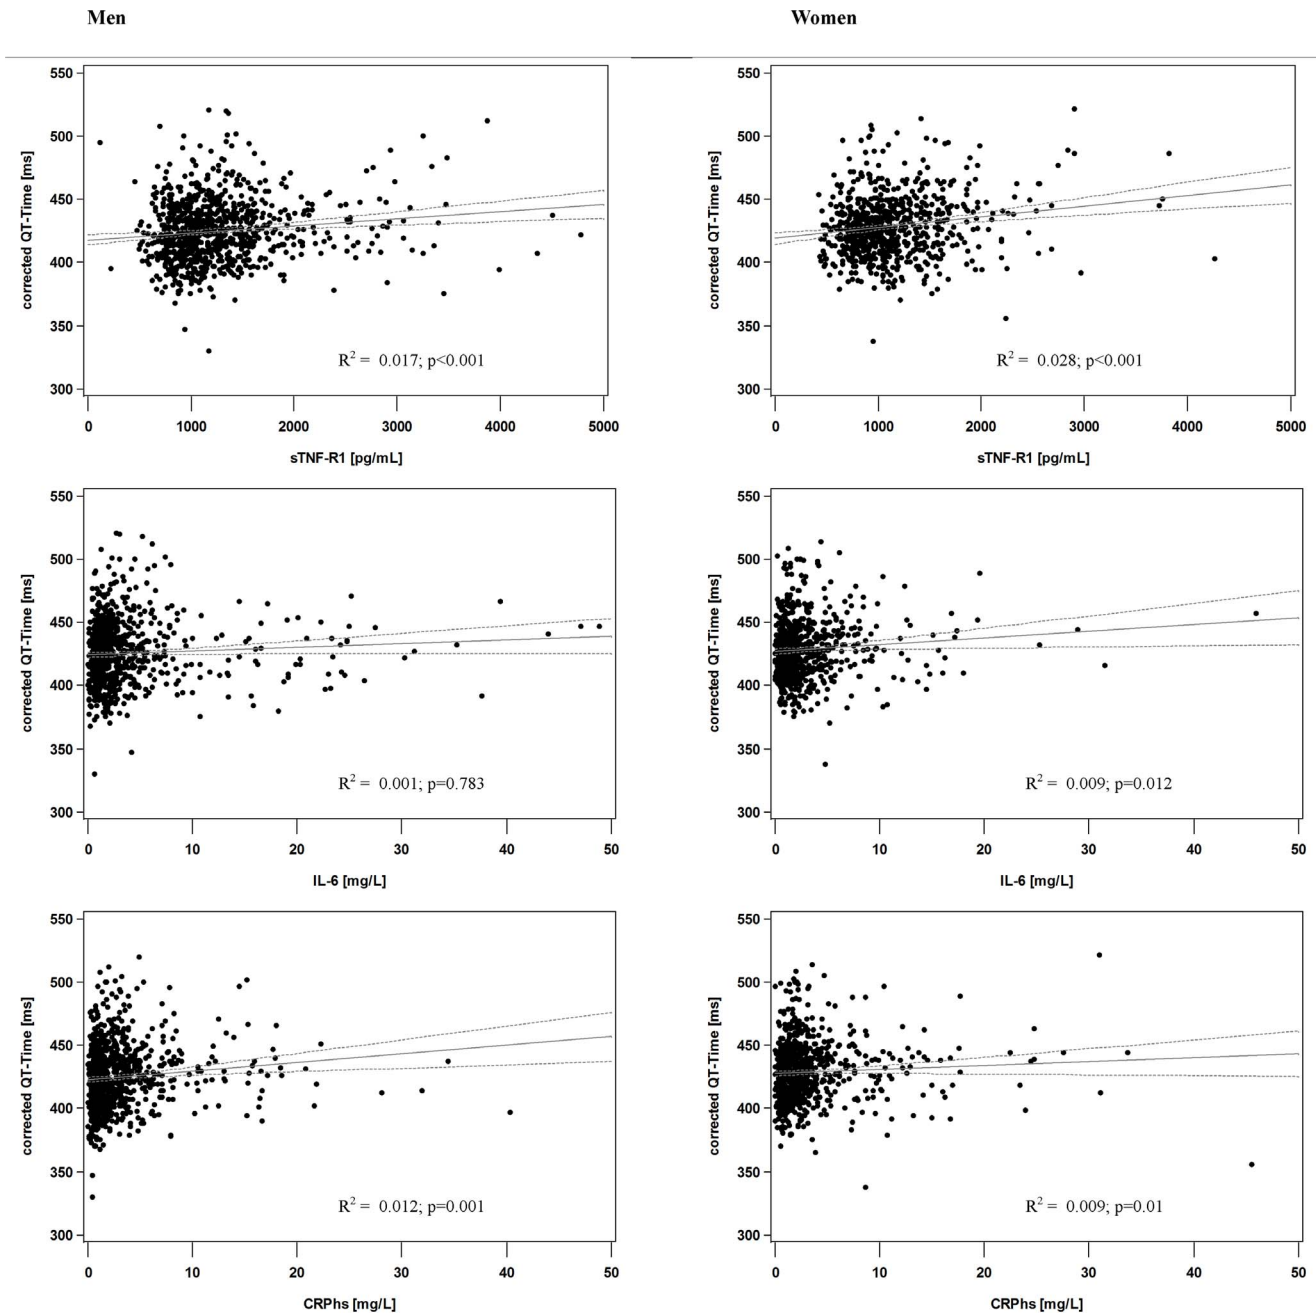 Men
Women
550
500
450
400
350
300
corrected QT-Time [ms]
R² = 0.017; p<0.001
0 1000 2000 3000 4000 5000
sTNF-R1 [pg/mL]
550
500
450
400
350
300
corrected QT-Time [ms]
R² = 0.028; p<0.001
0 1000 2000 3000 4000 5000
sTNF-R1 [pg/mL]
550
500
450
400
350
300
corrected QT-Time [ms]
R² = 0.001; p=0.783
0 10 20 30 40 50
IL-6 [mg/L]
550
500
450
400
350
300
corrected QT-Time [ms]
R² = 0.009; p=0.012
0 10 20 30 40 50
IL-6 [mg/L]
550
500
450
400
350
300
corrected QT-Time [ms]
R² = 0.012; p=0.001
0 10 20 30 40 50
CRPhs [mg/L]
550
500
450
400
350
300
corrected QT-Time [ms]
R² = 0.009; p=0.01
0 10 20 30 40 50
CRPhs [mg/L]